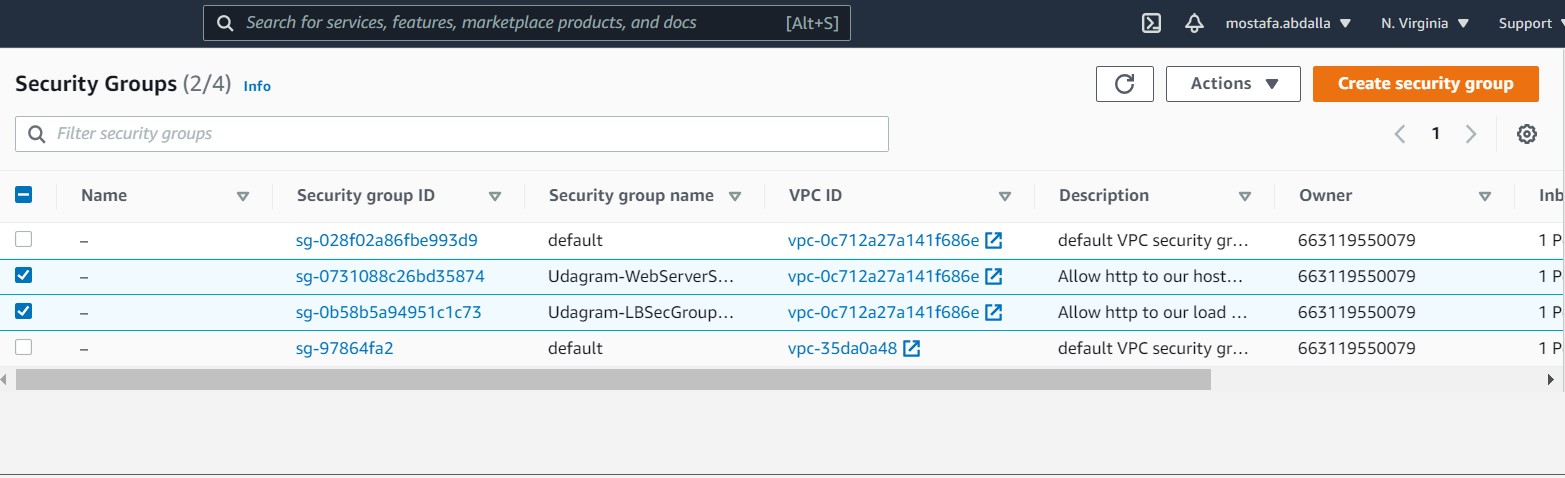 Search for services, features, marketplace products, and docs [Alt+S] mostafa.abdalla N. Virginia Support
Security Groups (2/4) Info Actions Create security group
Filter security groups 1
Name Security group ID Security group name VPC ID Description Owner Inb
– sg-028f02a86fbe993d9 default vpc-0c712a27a141f686e default VPC security gr... 663119550079 1 P
– sg-0731088c26bd35874 Udagram-WebServerS... vpc-0c712a27a141f686e Allow http to our host... 663119550079 1 P
– sg-0b58b5a94951c1c73 Udagram-LBSecGroup... vpc-0c712a27a141f686e Allow http to our load ... 663119550079 1 P
– sg-97864fa2 default vpc-35da0a48 default VPC security gr... 663119550079 1 P